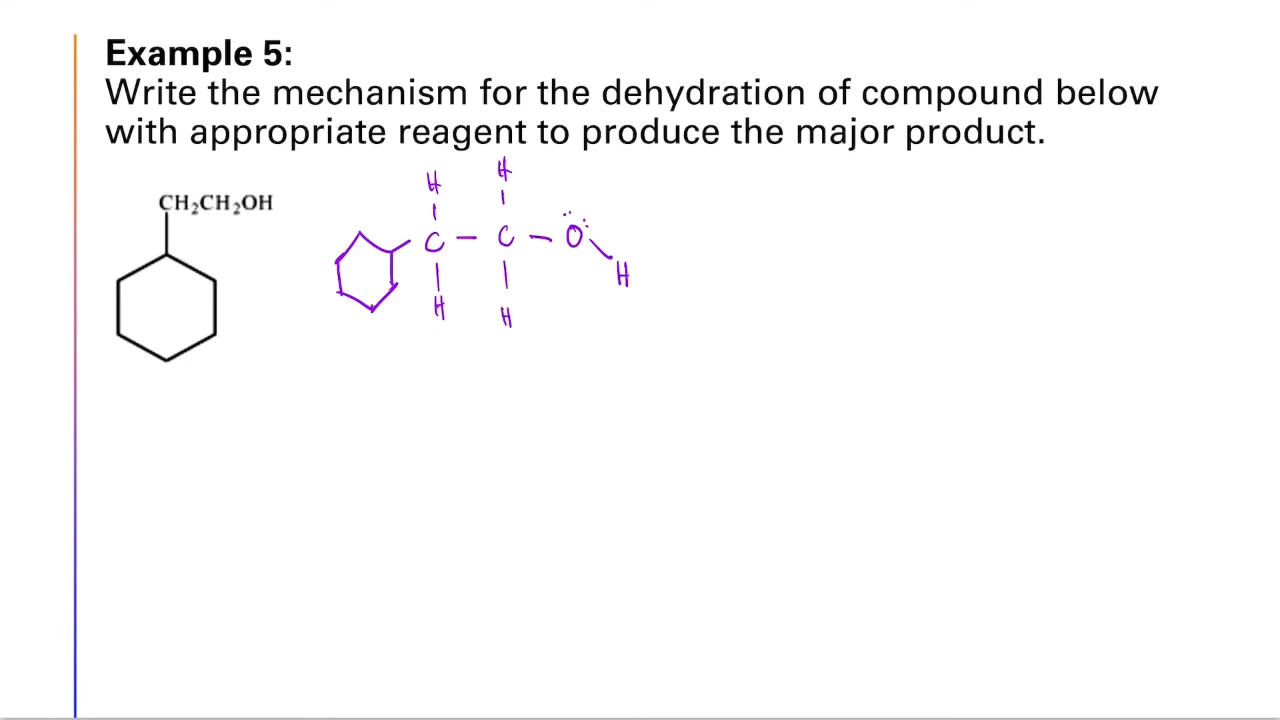 Example 5:
Write the mechanism for the dehydration of compound below
with appropriate reagent to produce the major product.
CH₂CH₂OH
H H
C - C - O
H
H H